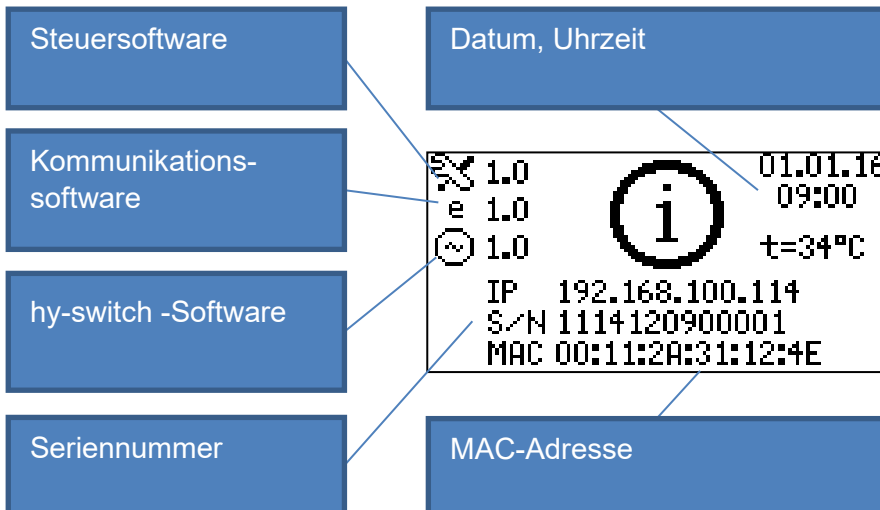 Steuersoftware
Datum, Uhrzeit
Kommunikations-
software
hy-switch -Software
Seriennummer
1.0
e 1.0
1.0
i
01.01.16
09:00
t=34°C
IP 192.168.100.114
S/N 1114120900001
MAC 00:11:2A:31:12:4E
MAC-Adresse